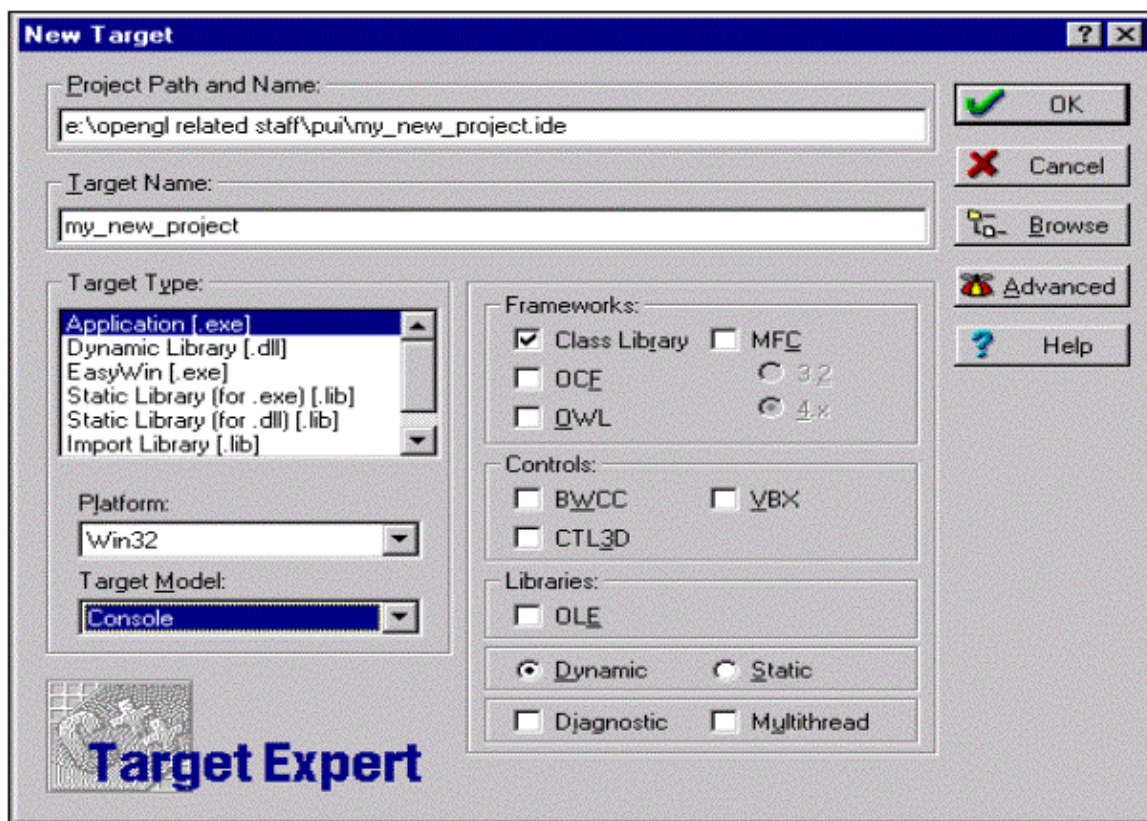 New Target
Project Path and Name:
e:\opengl related staff\pui\my_new_project.ide
Target Name:
my_new_project
Target Type:
Application [.exe]
Dynamic Library [.dll]
EasyWin [.exe]
Static Library (for .exe) [.lib]
Static Library (for .dll) [.lib]
Import Library [.lib]
Platform:
Win32
Target Model:
Console
Frameworks:
Class Library MFC
OCF 3.2
OWL 4.x
Controls:
BWCC VBX
CTL3D
Libraries:
OLE
Dynamic Static
Diagnostic Multithread
OK
Cancel
Browse
Advanced
Help
C++
Target Expert